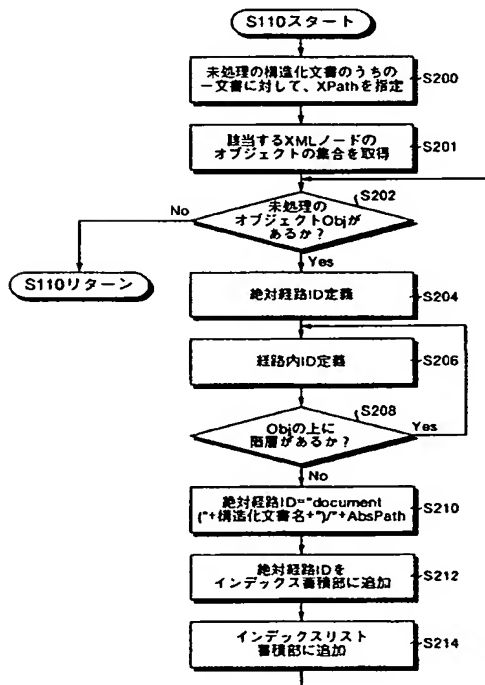 S110スタート
未処理の構造化文書のうちの
一文書に対して、XPathを指定
S200
該当するXMLノードの
オブジェクトの集合を取得
S201
S202
未処理の
オブジェクトObjが
あるか？
No
Yes
S110リターン
絶対経路ID定義
S204
経路内ID定義
S206
S208
Objの上に
階層があるか？
Yes
No
絶対経路ID="document
("+構造化文書名+")/"+AbsPath
S210
絶対経路IDを
インデックス蓄積部に追加
S212
インデックスリスト
蓄積部に追加
S214